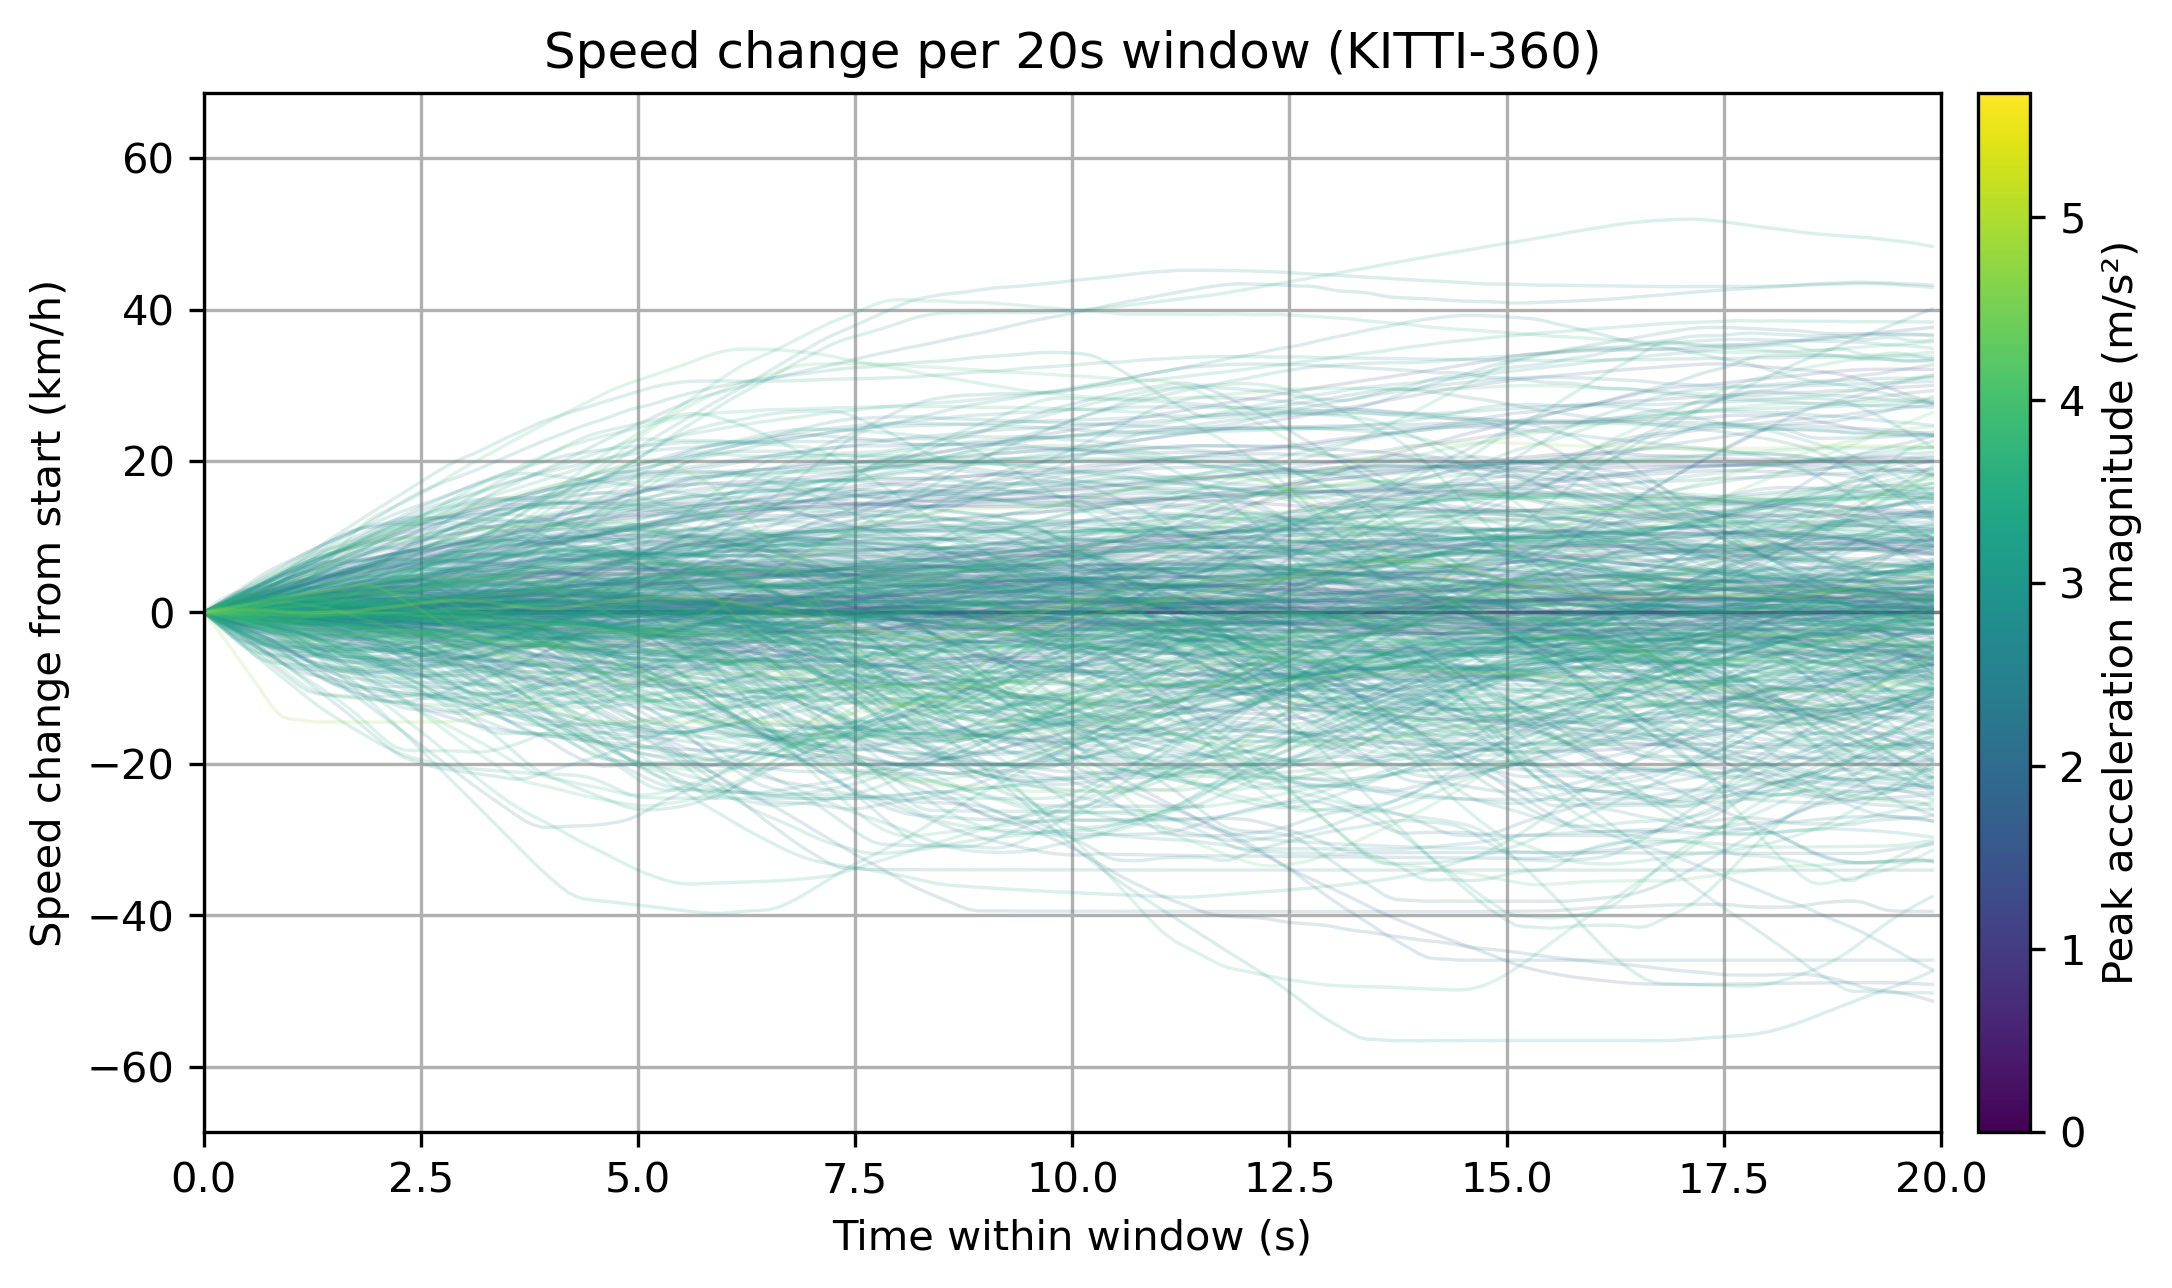 Speed change per 20s window (KITTI-360)
Speed change from start (km/h)
60
40
20
0
−20
−40
−60
0.0 2.5 5.0 7.5 10.0 12.5 15.0 17.5 20.0
Time within window (s)
5
4
3
2
1
0
Peak acceleration magnitude (m/s²)